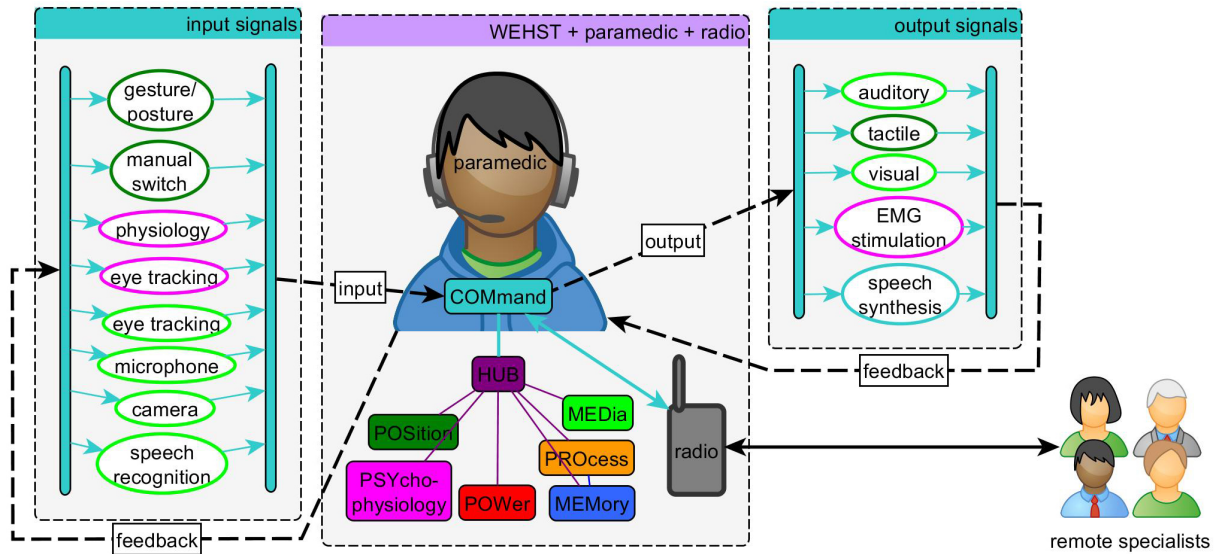 input signals
gesture/
posture
manual
switch
physiology
eye tracking
eye tracking
microphone
camera
speech
recognition
feedback
input
WEHST + paramedic + radio
paramedic
COMmand
HUB
POSition
MEDia
PSYcho-
physiology
PROcess
POWer
MEMory
radio
output
output signals
auditory
tactile
visual
EMG
stimulation
speech
synthesis
feedback
remote specialists